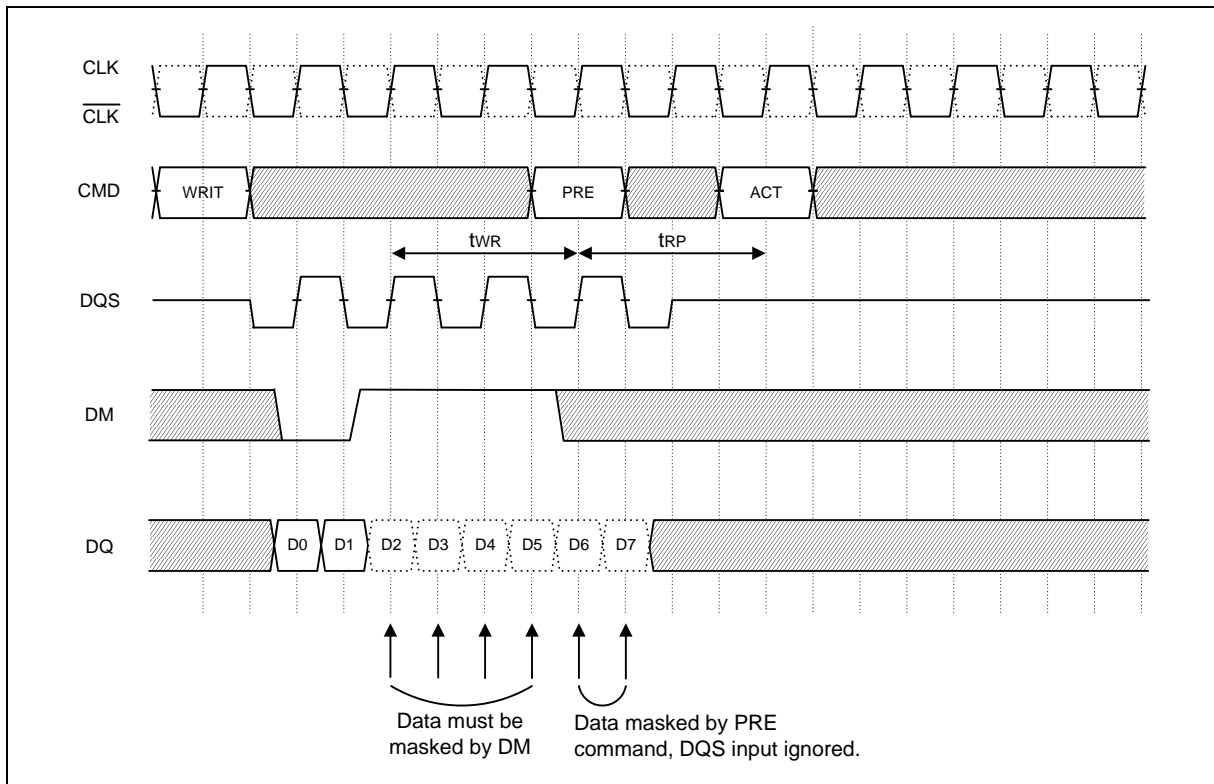 CLK
CLK
CMD
WRIT
PRE
ACT
tWR
tRP
DQS
DM
DQ
D0 D1 D2 D3 D4 D5 D6 D7
Data must be
masked by DM
Data masked by PRE
command, DQS input ignored.